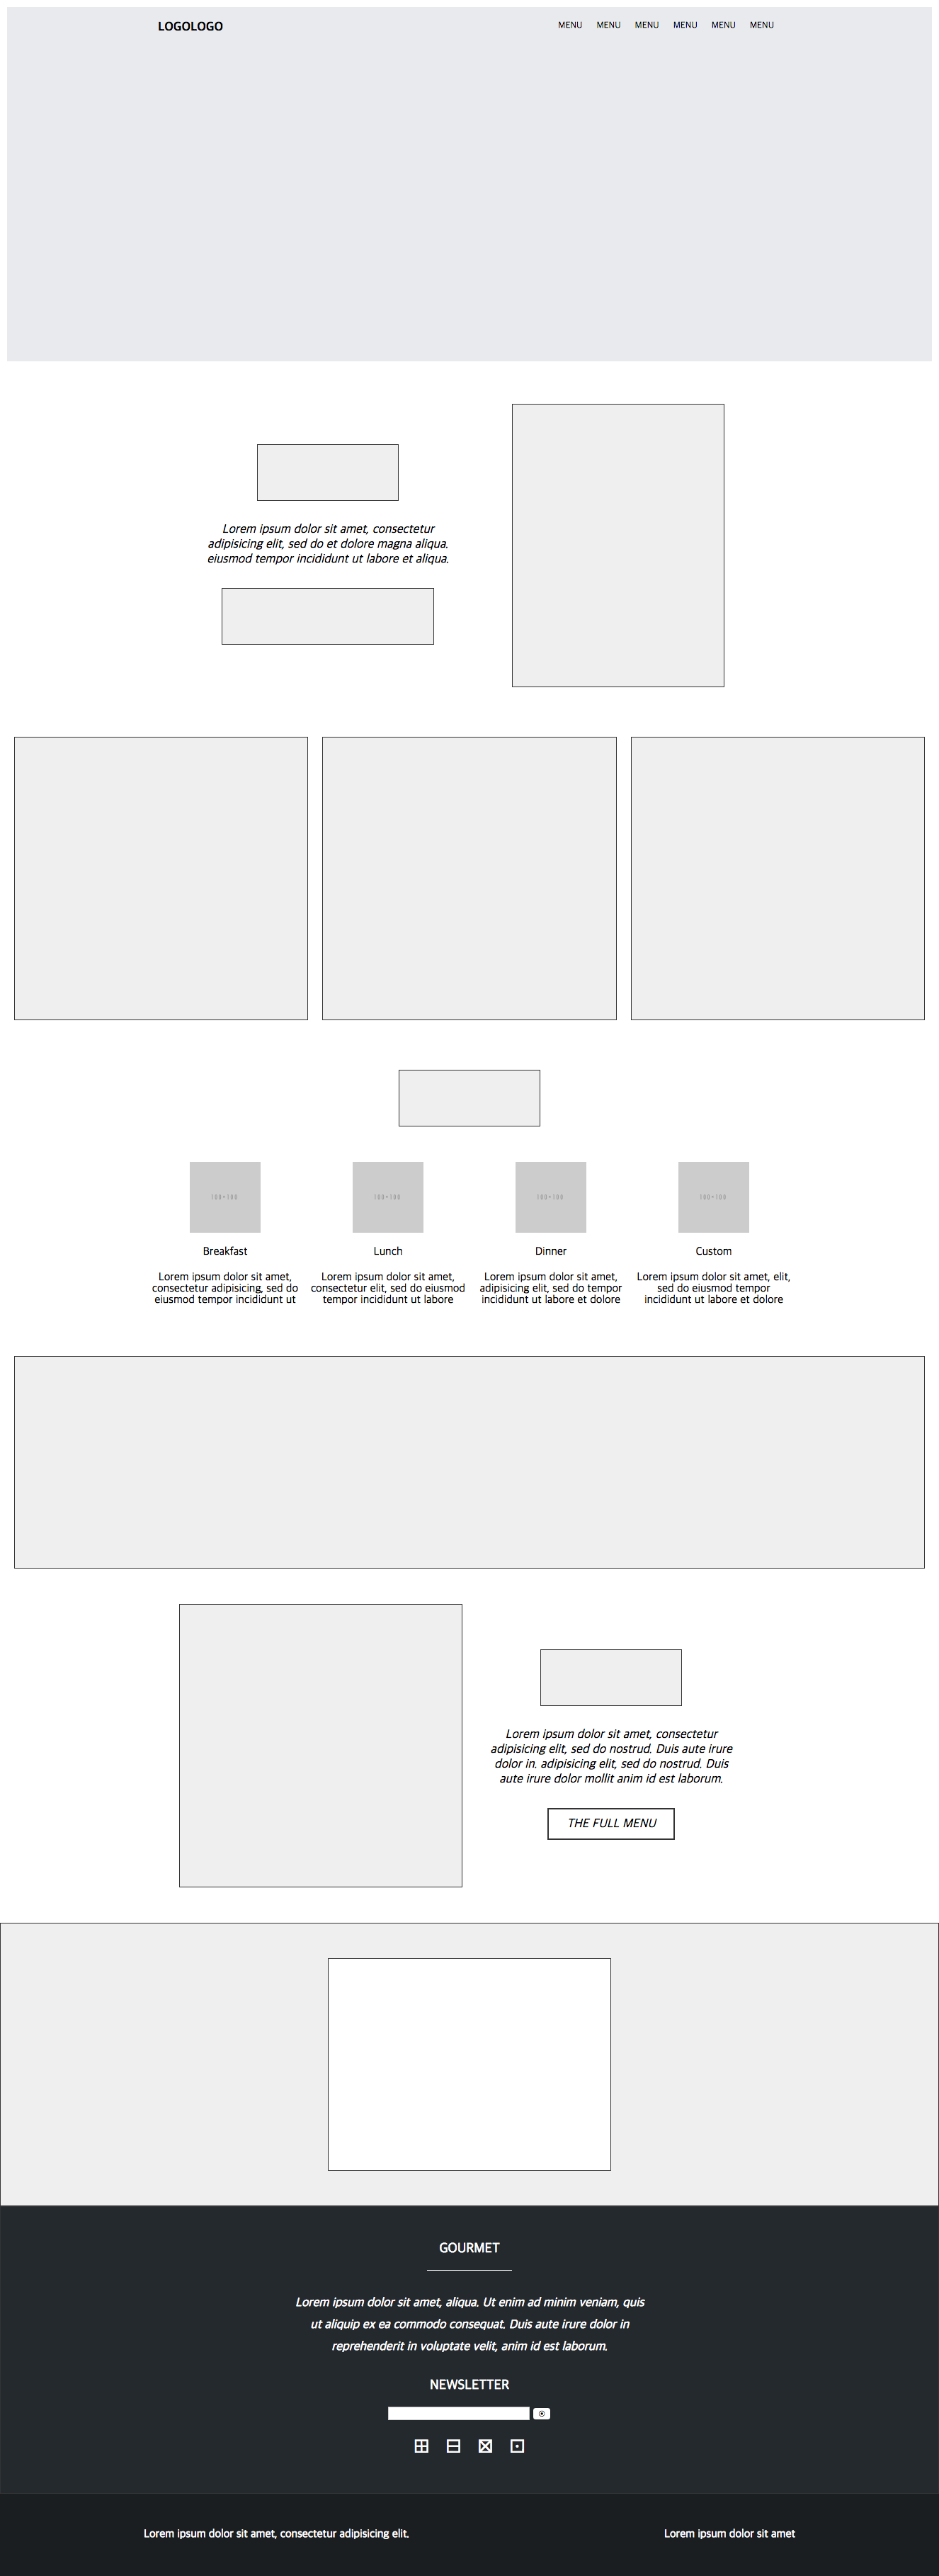 LOGOLOGO
MENU MENU MENU MENU MENU MENU
Lorem ipsum dolor sit amet, consectetur
adipisicing elit, sed do et dolore magna aliqua.
eiusmod tempor incididunt ut labore et aliqua.
100×100
100×100
100×100
100×100
Breakfast
Lorem ipsum dolor sit amet,
consectetur adipisicing, sed do
eiusmod tempor incididunt ut
Lunch
Lorem ipsum dolor sit amet,
consectetur elit, sed do eiusmod
tempor incididunt ut labore
Dinner
Lorem ipsum dolor sit amet,
adipisicing elit, sed do tempor
incididunt ut labore et dolore
Custom
Lorem ipsum dolor sit amet, elit,
sed do eiusmod tempor
incididunt ut labore et dolore
Lorem ipsum dolor sit amet, consectetur
adipisicing elit, sed do nostrud. Duis aute irure
dolor in. adipisicing elit, sed do nostrud. Duis
aute irure dolor mollit anim id est laborum.
THE FULL MENU
GOURMET
Lorem ipsum dolor sit amet, aliqua. Ut enim ad minim veniam, quis
ut aliquip ex ea commodo consequat. Duis aute irure dolor in
reprehenderit in voluptate velit, anim id est laborum.
NEWSLETTER
Lorem ipsum dolor sit amet, consectetur adipisicing elit.
Lorem ipsum dolor sit amet